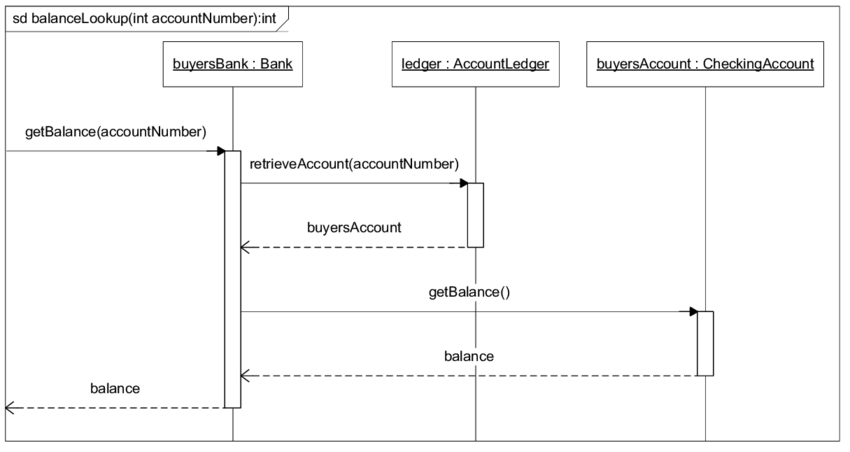 sd balanceLookup(int accountNumber):int
buyersBank : Bank
ledger : AccountLedger
buyersAccount : CheckingAccount
getBalance(accountNumber)
retrieveAccount(accountNumber)
buyersAccount
getBalance()
balance
balance